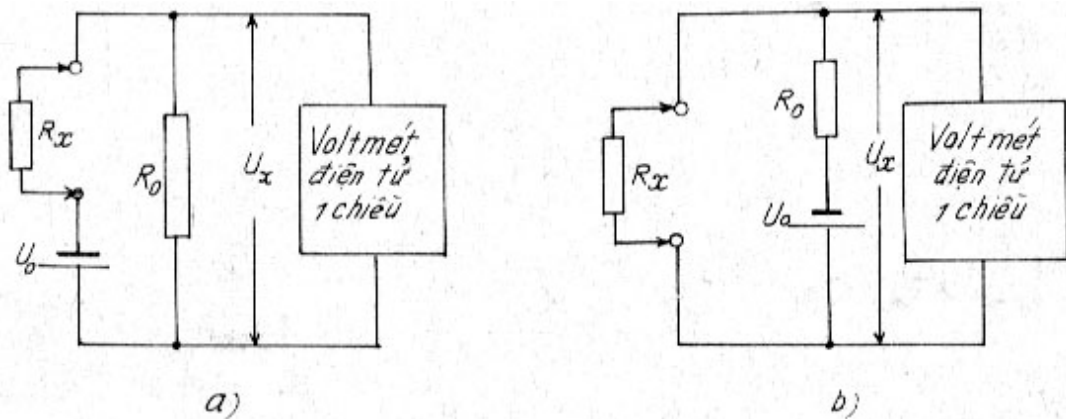 Rx
R0
Ux
Voltmét
điện tử
1 chiều
U0
a)
Rx
R0
U0
Ux
Voltmét
điện tử
1 chiều
b)